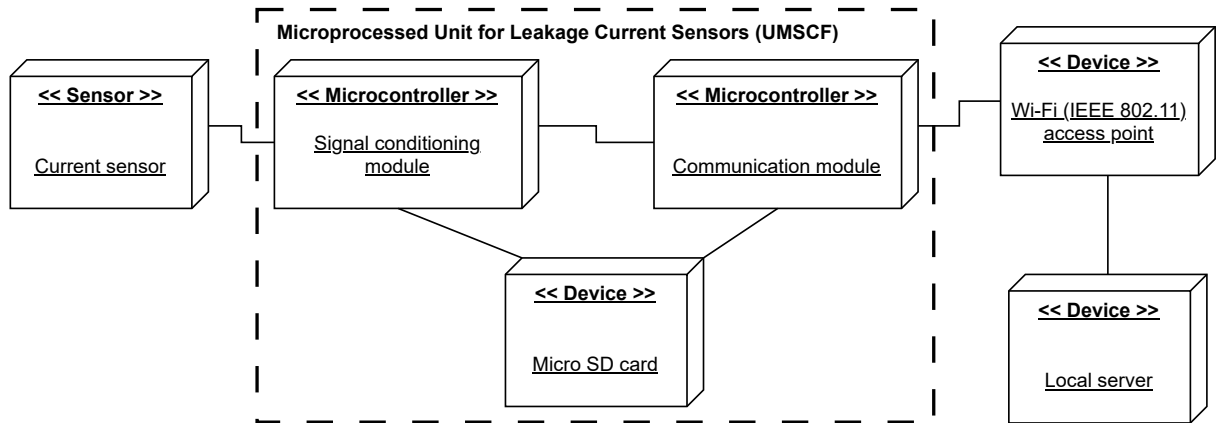 Microprocessed Unit for Leakage Current Sensors (UMSCF)
<< Sensor >>
Current sensor
<< Microcontroller >>
Signal conditioning
module
<< Microcontroller >>
Communication module
<< Device >>
Wi-Fi (IEEE 802.11)
access point
<< Device >>
Micro SD card
<< Device >>
Local server